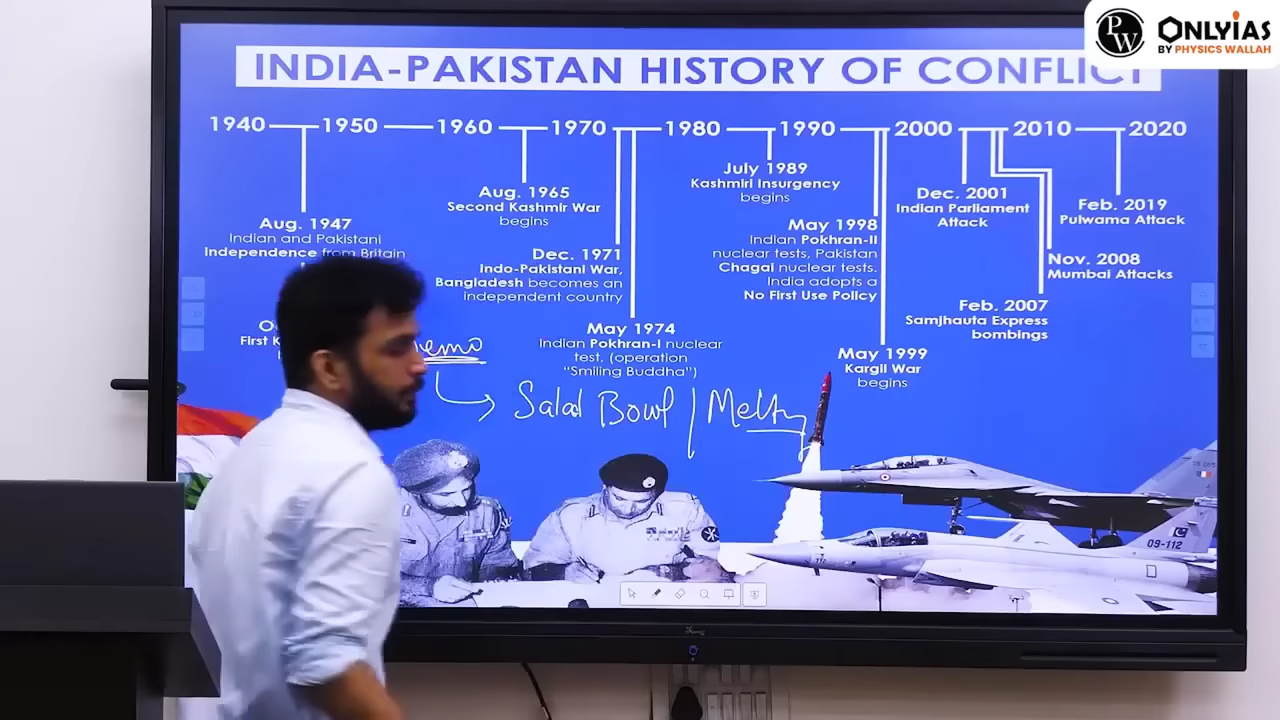 PW
ONLYIAS
BY PHYSICS WALLAH
INDIA-PAKISTAN HISTORY OF CONFLICT
1940 1950 1960 1970 1980 1990 2000 2010 2020
Aug. 1947
Indian and Pakistani
Independence from Britain
First
Aug. 1965
Second Kashmir War
begins
Dec. 1971
Indo-Pakistani War,
Bangladesh becomes an
independent country
May 1974
Indian Pokhran-I nuclear
test, (operation
"Smiling Buddha")
July 1989
Kashmiri Insurgency
begins
May 1998
Indian Pokhran-II
nuclear tests, Pakistan
Chagai nuclear tests.
India adopts a
No First Use Policy
May 1999
Kargil War
begins
Dec. 2001
Indian Parliament
Attack
Feb. 2007
Samjhauta Express
bombings
Nov. 2008
Mumbai Attacks
Feb. 2019
Pulwama Attack
Salad Bowl | Melting
09-112